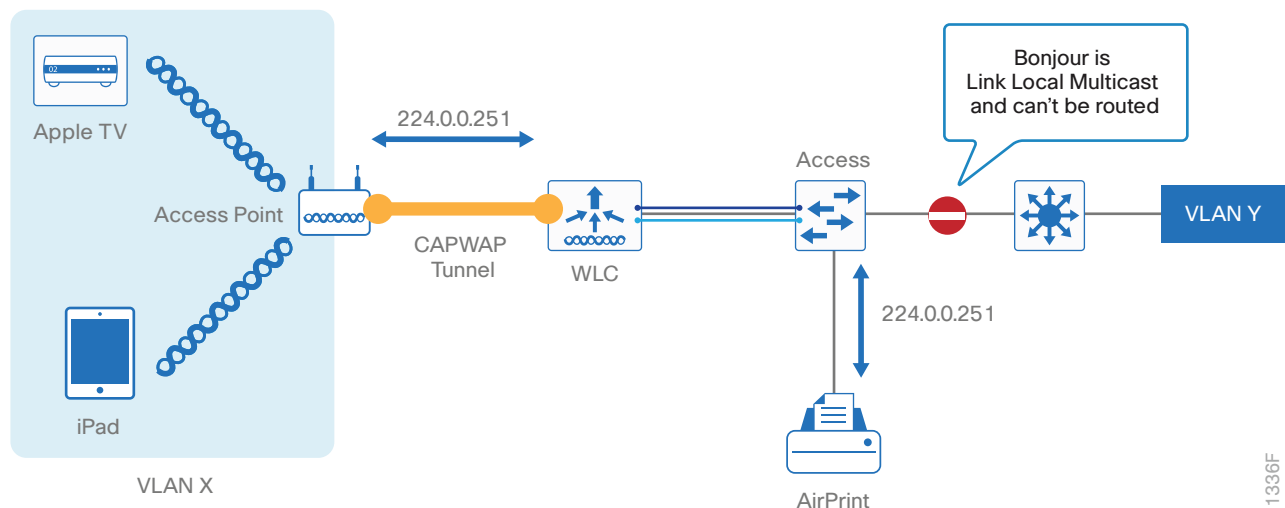 02
Apple TV
iPad
VLAN X
Access Point
224.0.0.251
CAPWAP
Tunnel
WLC
Access
224.0.0.251
AirPrint
Bonjour is
Link Local Multicast
and can’t be routed
VLAN Y
1336F